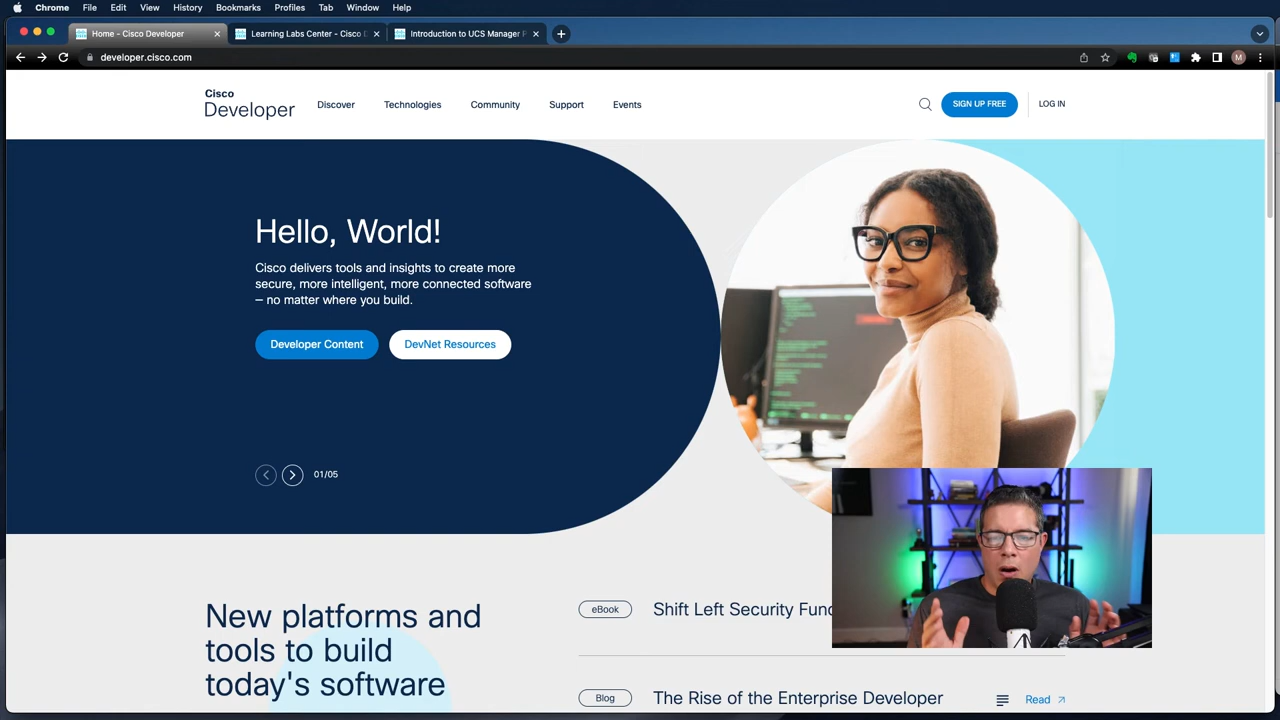 Chrome File Edit View History Bookmarks Profiles Tab Window Help
Home - Cisco Developer
Learning Labs Center - Cisco D
Introduction to UCS Manager P
developer.cisco.com
M
Cisco
Developer
Discover Technologies Community Support Events
SIGN UP FREE
LOG IN
Hello, World!
Cisco delivers tools and insights to create more
secure, more intelligent, more connected software
– no matter where you build.
Developer Content
DevNet Resources
01/05
New platforms and
tools to build
today's software
eBook
Shift Left Security Fun
Blog
The Rise of the Enterprise Developer
Read